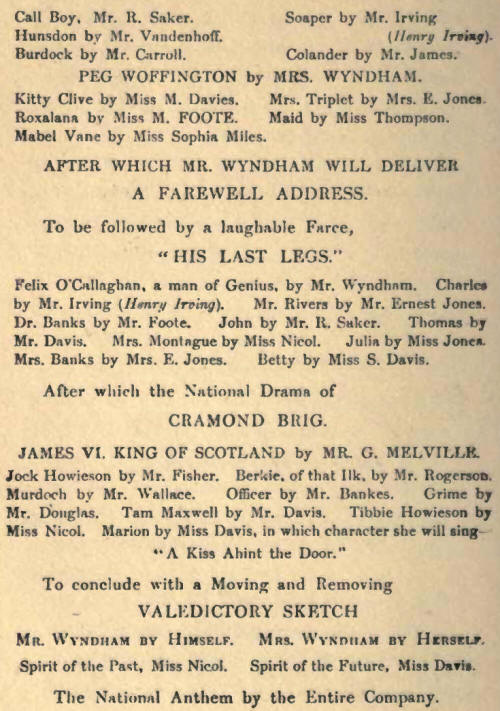 Call Boy, Mr. R. Saker. Soaper by Mr. Irving
Hunsdon by Mr. Vandenhoff. (Henry Irving).
Burdock by Mr. Carroll. Colander by Mr. James.
PEG WOFFINGTON by MRS. WYNDHAM.
Kitty Clive by Miss M. Davies. Mrs. Triplet by Mrs. E. Jones.
Roxalana by Miss M. FOOTE. Maid by Miss Thompson.
Mabel Vane by Miss Sophia Miles.
AFTER WHICH MR. WYNDHAM WILL DELIVER
A FAREWELL ADDRESS.
To be followed by a laughable Farce,
"HIS LAST LEGS."
Felix O'Callaghan, a man of Genius, by Mr. Wyndham. Charles
by Mr. Irving (Henry Irving). Mr. Rivers by Mr. Ernest Jones.
Dr. Banks by Mr. Foote. John by Mr. R. Saker. Thomas by
Mr. Davis. Mrs. Montague by Miss Nicol. Julia by Miss Jones.
Mrs. Banks by Mrs. E. Jones. Betty by Miss S. Davis.
After which the National Drama of
CRAMOND BRIG.
JAMES VI. KING OF SCOTLAND by MR. G. MELVILLE.
Jock Howieson by Mr. Fisher. Berkie, of that Ilk, by Mr. Rogerson.
Murdoch by Mr. Wallace. Officer by Mr. Bankes. Grime by
Mr. Douglas. Tam Maxwell by Mr. Davis. Tibbie Howieson by
Miss Nicol. Marion by Miss Davis, in which character she will sing—
"A Kiss Ahint the Door."
To conclude with a Moving and Removing
VALEDICTORY SKETCH
MR. WYNDHAM BY HIMSELF. MRS. WYNDHAM BY HERSELF.
Spirit of the Past, Miss Nicol. Spirit of the Future, Miss Davis.
The National Anthem by the Entire Company.